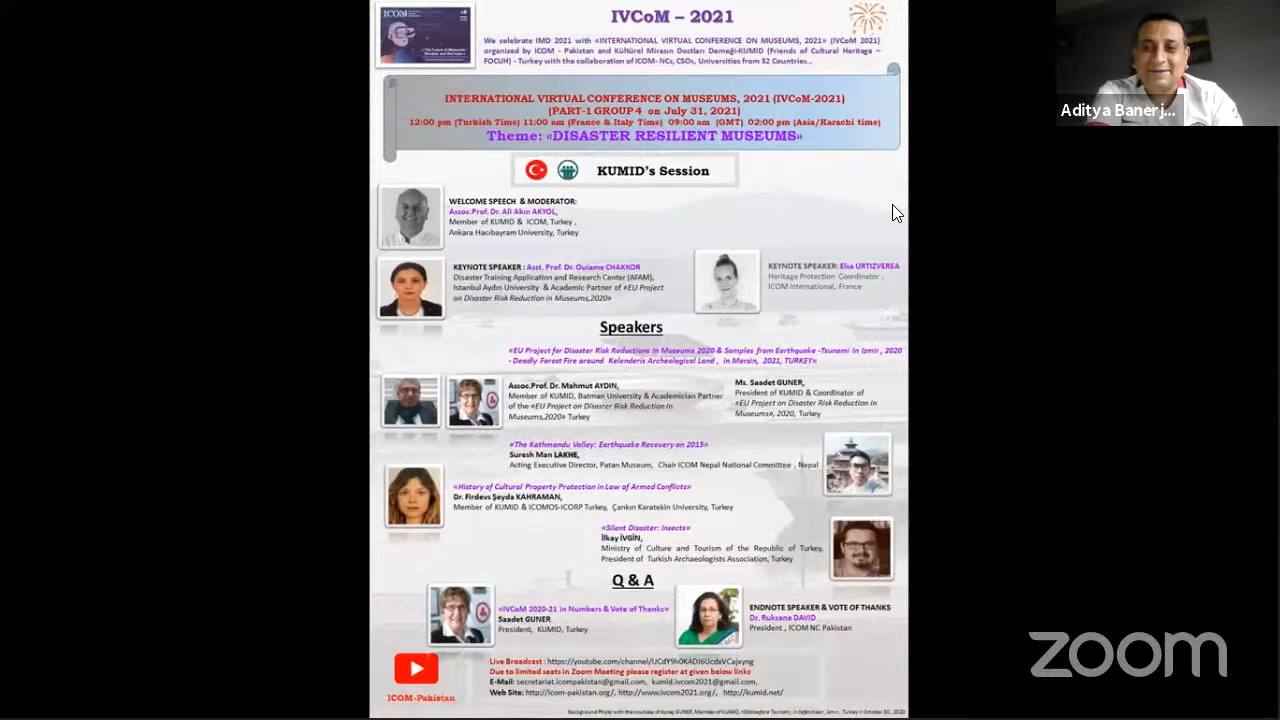 IVCoM – 2021
ICOM
We celebrate IMD 2021 with «INTERNATIONAL VIRTUAL CONFERENCE ON MUSEUMS, 2021» (IVCoM 2021)
organized by ICOM - Pakistan and Kültürel Mirasın Dostları Derneği-KUMID (Friends of Cultural Heritage –
FOCUH) - Turkey with the collaboration of ICOM- NCs, CSOs, Universities from 32 Countries...
Aditya Banerj...
INTERNATIONAL VIRTUAL CONFERENCE ON MUSEUMS, 2021 (IVCoM-2021)
(PART-1 GROUP 4 on July 31, 2021)
12:00 pm (Turkish Time) 11:00 am (France & Italy Time) 09:00 am (GMT) 02:00 pm (Asia/Karachi time)
Theme: «DISASTER RESILIENT MUSEUMS»
KUMID's Session
WELCOME SPEECH & MODERATOR:
Assoc.Prof. Dr. Ali Akın AKYOL,
Member of KUMID & ICOM, Turkey ,
Ankara Hacıbayram University, Turkey
KEYNOTE SPEAKER : Asst. Prof. Dr. Ouiame CHAKKOR
Disaster Training Application and Research Center (AFAM),
Istanbul Aydın University & Academic Partner of «EU Project
on Disaster Risk Reduction in Museums,2020»
KEYNOTE SPEAKER: Elsa URTIZVEREA
Heritage Protection Coordinator ,
ICOM International, France
Speakers
«EU Project for Disaster Risk Reductions In Museums 2020 & Samples from Earthquake -Tsunami in Izmir , 2020
- Deadly Forest Fire around Kelenderis Archeological Land , in Mersin, 2021, TURKEY»
Assoc.Prof. Dr. Mahmut AYDIN,
Member of KUMID, Batman University & Academician Partner
of the «EU Project on Disaster Risk Reduction in
Museums,2020» Turkey
Ms. Saadet GUNER,
President of KUMID & Coordinator of
«EU Project on Disaster Risk Reduction in
Museums», 2020, Turkey
«The Kathmandu Valley: Earthquake Recovery on 2015»
Suresh Man LAKHE,
Acting Executive Director, Patan Museum, Chair ICOM Nepal National Committee , Nepal
«History of Cultural Property Protection in Law of Armed Conflicts»
Dr. Firdevs Şeyda KAHRAMAN,
Member of KUMID & ICOMOS-ICORP Turkey, Çankırı Karatekin University, Turkey
«Silent Disaster: Insects»
İlkay İVGİN,
Ministry of Culture and Tourism of the Republic of Turkey,
President of Turkish Archaeologists Association, Turkey
Q & A
«IVCoM 2020-21 in Numbers & Vote of Thanks»
Saadet GUNER
President, KUMID, Turkey
ENDNOTE SPEAKER & VOTE OF THANKS
Dr. Ruksana DAVID
President , ICOM NC Pakistan
Live Broadcast : https://youtube.com/channel/UCdY9h0KADJ6UcdxVCajxyng
Due to limited seats in Zoom Meeting please register at given below links
E-Mail: secretariat.icompakistan@gmail.com, kumid.ivcom2021@gmail.com,
Web Site: http://icom-pakistan.org/, http://www.ivcom2021.org/, http://kumid.net/
ICOM-Pakistan
zoom